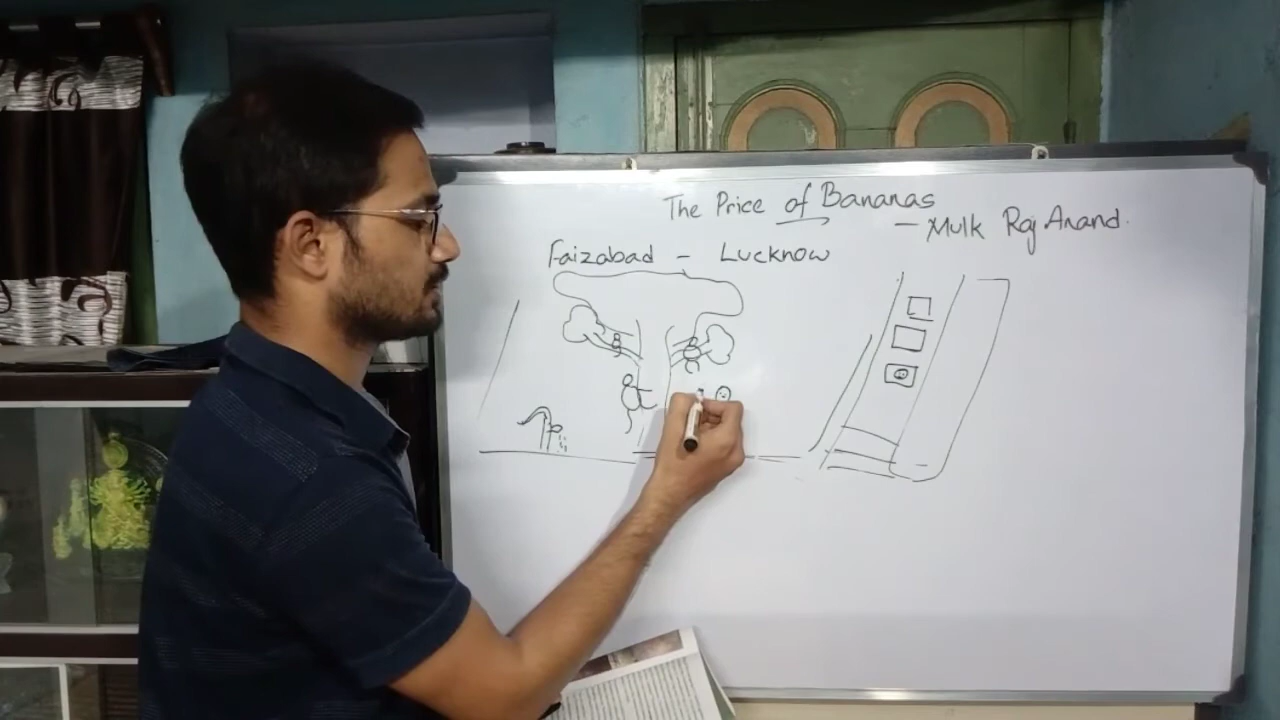 The Price of Bananas
– Mulk Raj Anand.
Faizabad – Lucknow